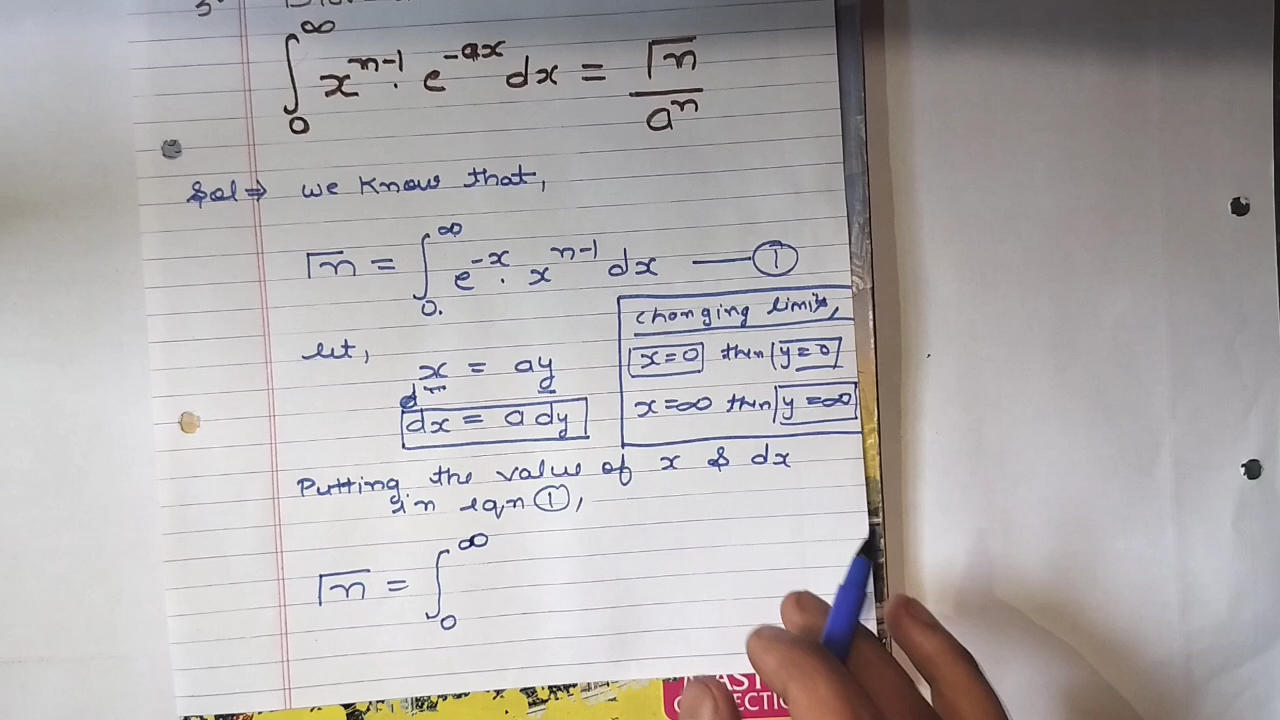 3.
∫₀^∞ x^(n-1) . e^(-ax) dx = Γn / a^n
Sol ⇒ We Know that,
Γn = ∫₀^∞ e^(-x) . x^(n-1) dx —— ①
let,
x = ay
dx = a dy
changing limits,
x=0 then y=0
x=∞ then y=∞
Putting the value of x & dx
in eqn ①,
Γn = ∫₀^∞